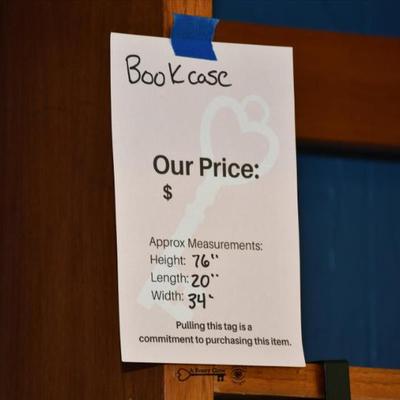 Bookcase
Our Price:
$
Approx Measurements:
Height: 76"
Length: 20"
Width: 34"
Pulling this tag is a
commitment to purchasing this item.